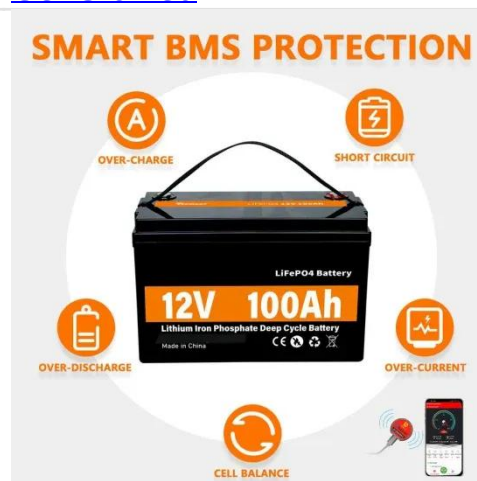 SMART BMS PROTECTION
OVER-CHARGE
SHORT CIRCUIT
LiFePO4 Battery
12V 100Ah
Lithium Iron Phosphate Deep Cycle Battery
Made in China
CE
OVER-DISCHARGE
OVER-CURRENT
CELL BALANCE